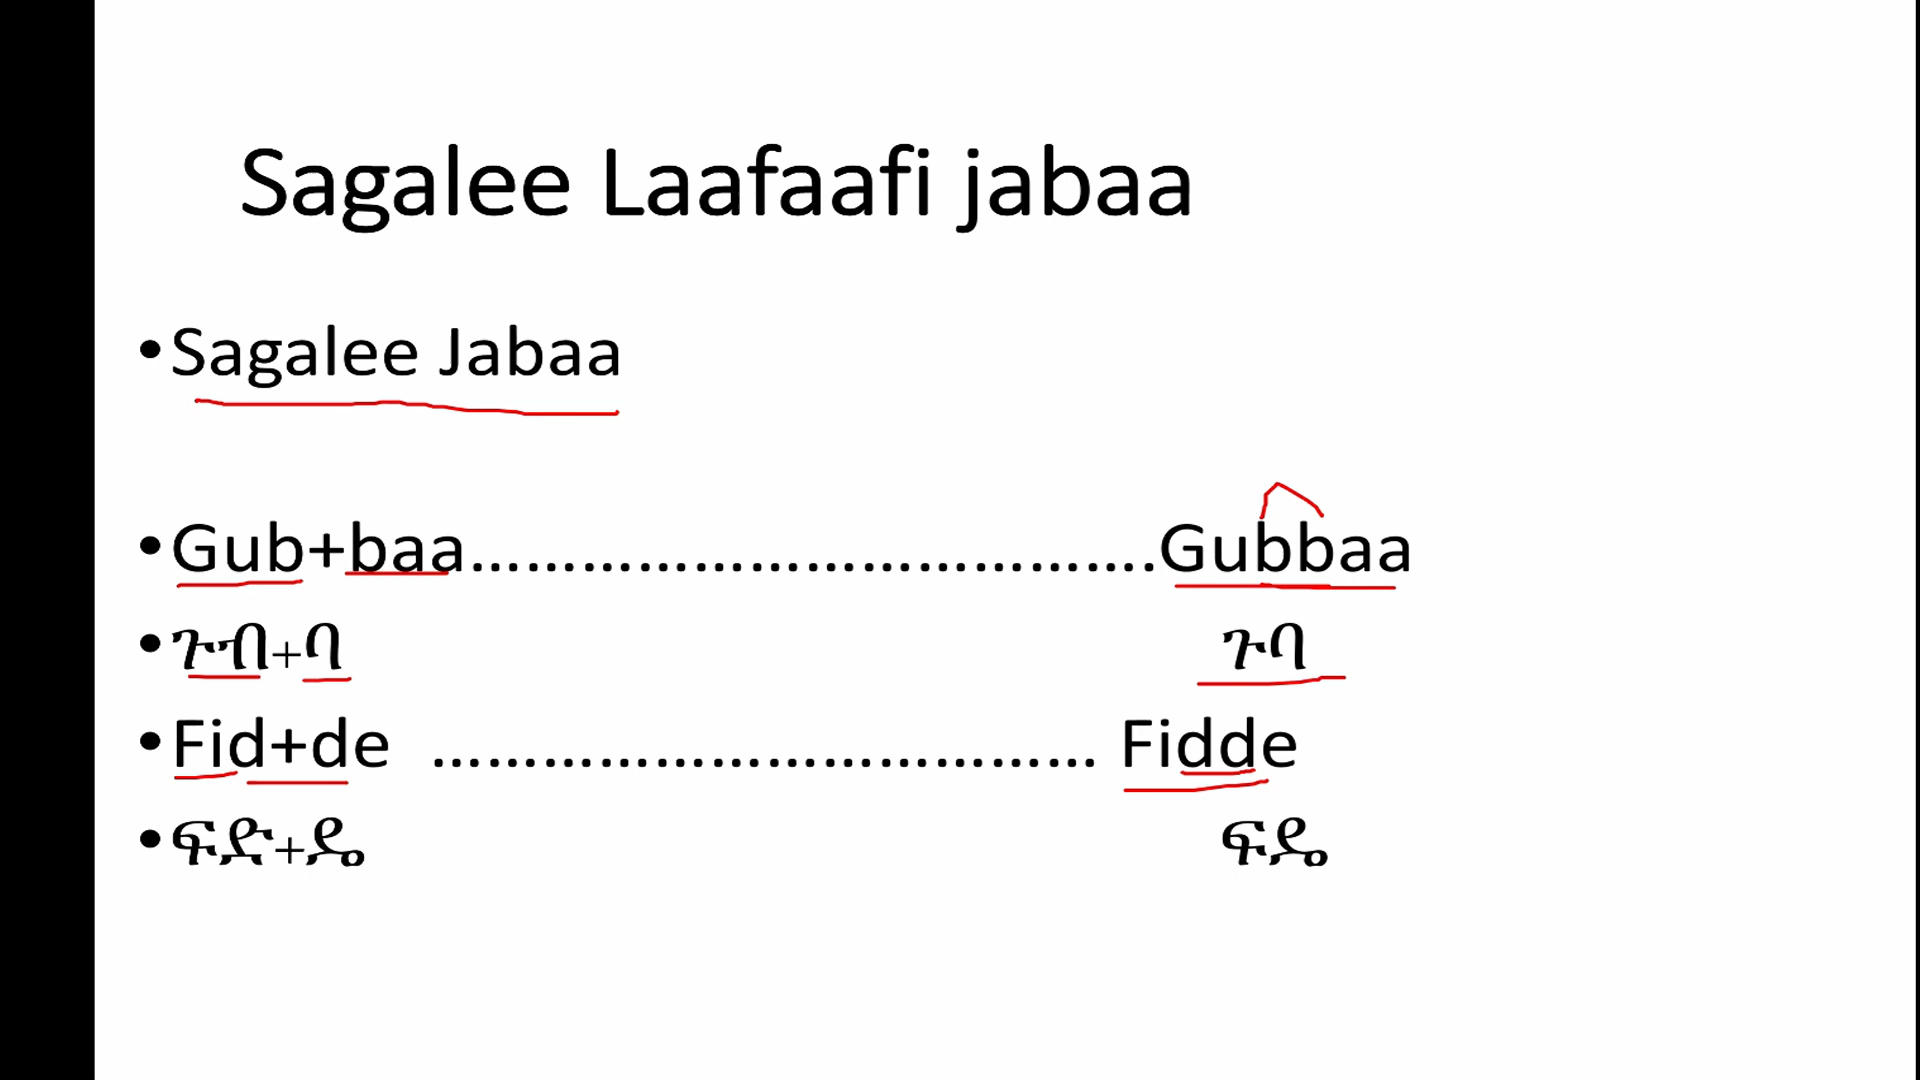 Sagalee Laafaafi jabaa
•Sagalee Jabaa
•Gub+baa……………………………….Gubbaa
•ጉብ+ባ ጉባ
•Fid+de ……………………………… Fidde
•ፍድ+ዴ ፍዴ